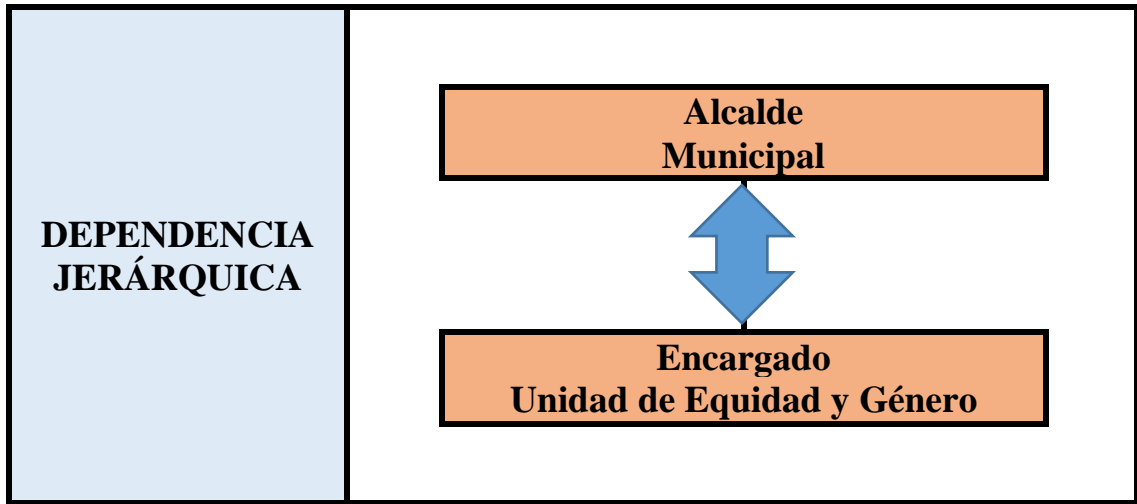 DEPENDENCIA
JERÁRQUICA
Alcalde
Municipal
Encargado
Unidad de Equidad y Género